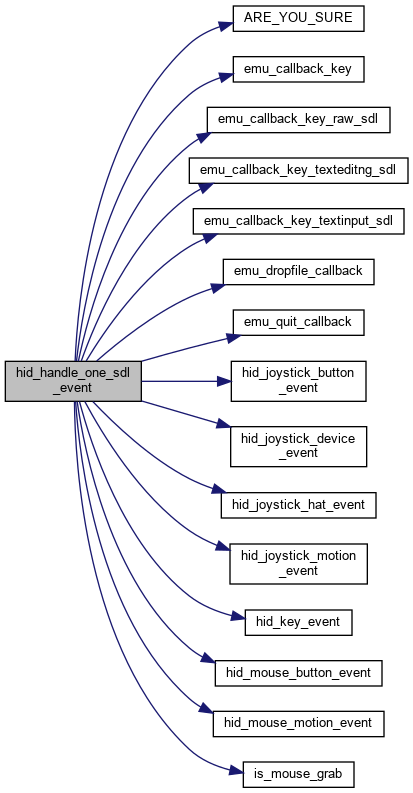 ARE_YOU_SURE
emu_callback_key
emu_callback_key_raw_sdl
emu_callback_key_texteditng_sdl
emu_callback_key_textinput_sdl
emu_dropfile_callback
emu_quit_callback
hid_handle_one_sdl
_event
hid_joystick_button
_event
hid_joystick_device
_event
hid_joystick_hat_event
hid_joystick_motion
_event
hid_key_event
hid_mouse_button_event
hid_mouse_motion_event
is_mouse_grab